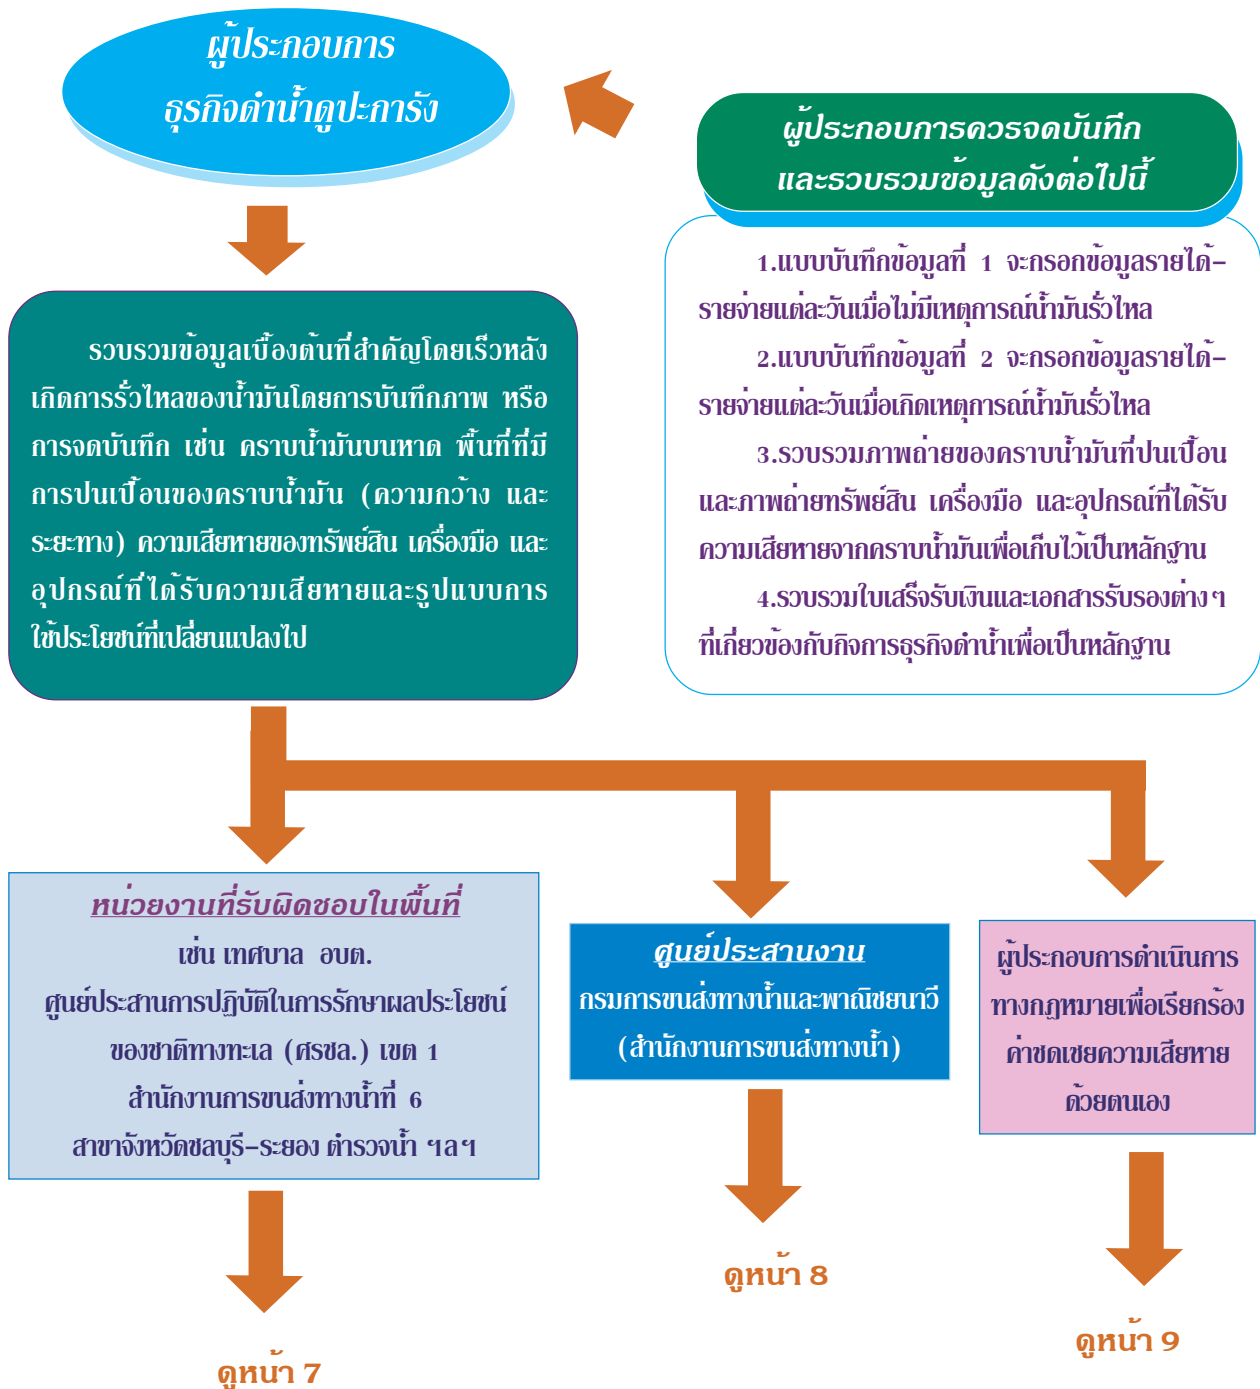 ผู้ประกอบการ
ธุรกิจดำน้ำดูปะการัง
ผู้ประกอบการควรจดบันทึก
และรวบรวมข้อมูลดังต่อไปนี้
1.แบบบันทึกข้อมูลที่ 1 จะกรอกข้อมูลรายได้-
รายจ่ายแต่ละวันเมื่อไม่มีเหตุการณ์น้ำมันรั่วไหล
2.แบบบันทึกข้อมูลที่ 2 จะกรอกข้อมูลรายได้-
รายจ่ายแต่ละวันเมื่อเกิดเหตุการณ์น้ำมันรั่วไหล
3.รวบรวมภาพถ่ายของคราบน้ำมันที่ปนเปื้อน
และภาพถ่ายทรัพย์สิน เครื่องมือ และอุปกรณ์ที่ได้รับ
ความเสียหายจากคราบน้ำมันเพื่อเก็บไว้เป็นหลักฐาน
4.รวบรวมใบเสร็จรับเงินและเอกสารรับรองต่างๆ
ที่เกี่ยวข้องกับกิจการธุรกิจดำน้ำเพื่อเป็นหลักฐาน
รวบรวมข้อมูลเบื้องต้นที่สำคัญโดยเร็วหลัง
เกิดการรั่วไหลของน้ำมันโดยการบันทึกภาพ หรือ
การจดบันทึก เช่น คราบน้ำมันบนหาด พื้นที่ที่มี
การปนเปื้อนของคราบน้ำมัน (ความกว้าง และ
ระยะทาง) ความเสียหายของทรัพย์สิน เครื่องมือ และ
อุปกรณ์ที่ได้รับความเสียหายและรูปแบบการ
ใช้ประโยชน์ที่เปลี่ยนแปลงไป
หน่วยงานที่รับผิดชอบในพื้นที่
เช่น เทศบาล อบต.
ศูนย์ประสานการปฏิบัติในการรักษาผลประโยชน์
ของชาติทางทะเล (ศรชล.) เขต 1
สำนักงานการขนส่งทางน้ำที่ 6
สาขาจังหวัดชลบุรี-ระยอง ตำรวจน้ำ ฯลฯ
ดูหน้า 7
ศูนย์ประสานงาน
กรมการขนส่งทางน้ำและพาณิชยนาวี
(สำนักงานการขนส่งทางน้ำ)
ดูหน้า 8
ผู้ประกอบการดำเนินการ
ทางกฎหมายเพื่อเรียกร้อง
ค่าชดเชยความเสียหาย
ด้วยตนเอง
ดูหน้า 9